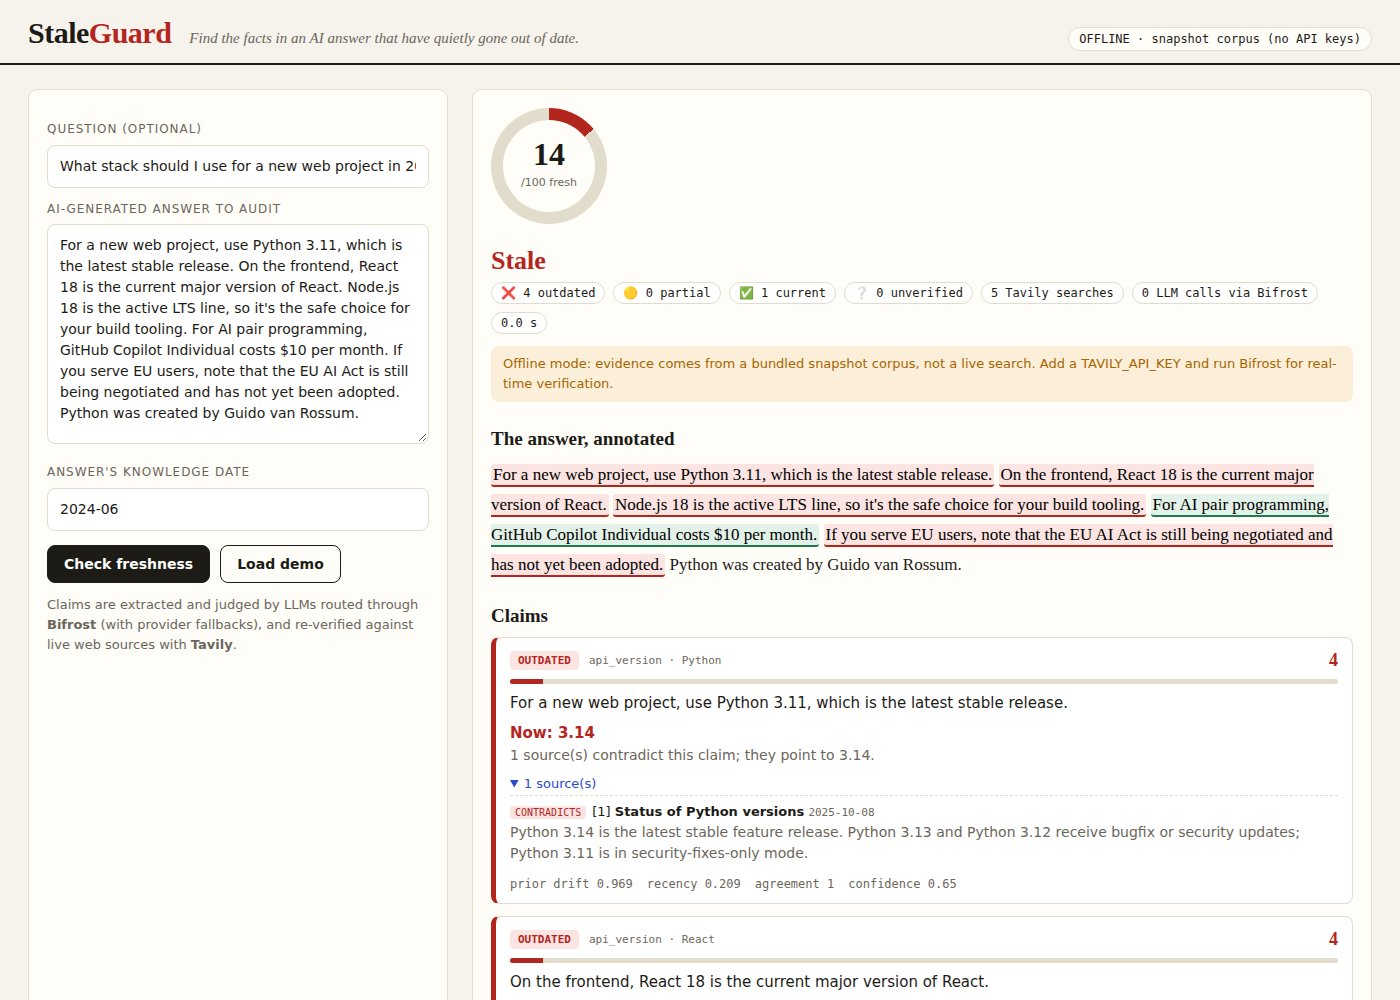 StaleGuard Find the facts in an AI answer that have quietly gone out of date. OFFLINE · snapshot corpus (no API keys)
QUESTION (OPTIONAL)
What stack should I use for a new web project in
AI-GENERATED ANSWER TO AUDIT
For a new web project, use Python 3.11, which is
the latest stable release. On the frontend, React
18 is the current major version of React. Node.js
18 is the active LTS line, so it's the safe choice for
your build tooling. For AI pair programming,
GitHub Copilot Individual costs $10 per month. If
you serve EU users, note that the EU AI Act is still
being negotiated and has not yet been adopted.
Python was created by Guido van Rossum.
ANSWER'S KNOWLEDGE DATE
2024-06
Check freshness Load demo
Claims are extracted and judged by LLMs routed through
Bifrost (with provider fallbacks), and re-verified against
live web sources with Tavily.
14
/100 fresh
Stale
❌ 4 outdated 🟡 0 partial ✅ 1 current ❔ 0 unverified 5 Tavily searches 0 LLM calls via Bifrost
0.0 s
Offline mode: evidence comes from a bundled snapshot corpus, not a live search. Add a TAVILY_API_KEY and run Bifrost for real-
time verification.
The answer, annotated
For a new web project, use Python 3.11, which is the latest stable release. On the frontend, React 18 is the current major
version of React. Node.js 18 is the active LTS line, so it's the safe choice for your build tooling. For AI pair programming,
GitHub Copilot Individual costs $10 per month. If you serve EU users, note that the EU AI Act is still being negotiated and
has not yet been adopted. Python was created by Guido van Rossum.
Claims
OUTDATED api_version · Python 4
For a new web project, use Python 3.11, which is the latest stable release.
Now: 3.14
1 source(s) contradict this claim; they point to 3.14.
▼ 1 source(s)
CONTRADICTS [1] Status of Python versions 2025-10-08
Python 3.14 is the latest stable feature release. Python 3.13 and Python 3.12 receive bugfix or security updates;
Python 3.11 is in security-fixes-only mode.
prior drift 0.969 recency 0.209 agreement 1 confidence 0.65
OUTDATED api_version · React 4
On the frontend, React 18 is the current major version of React.